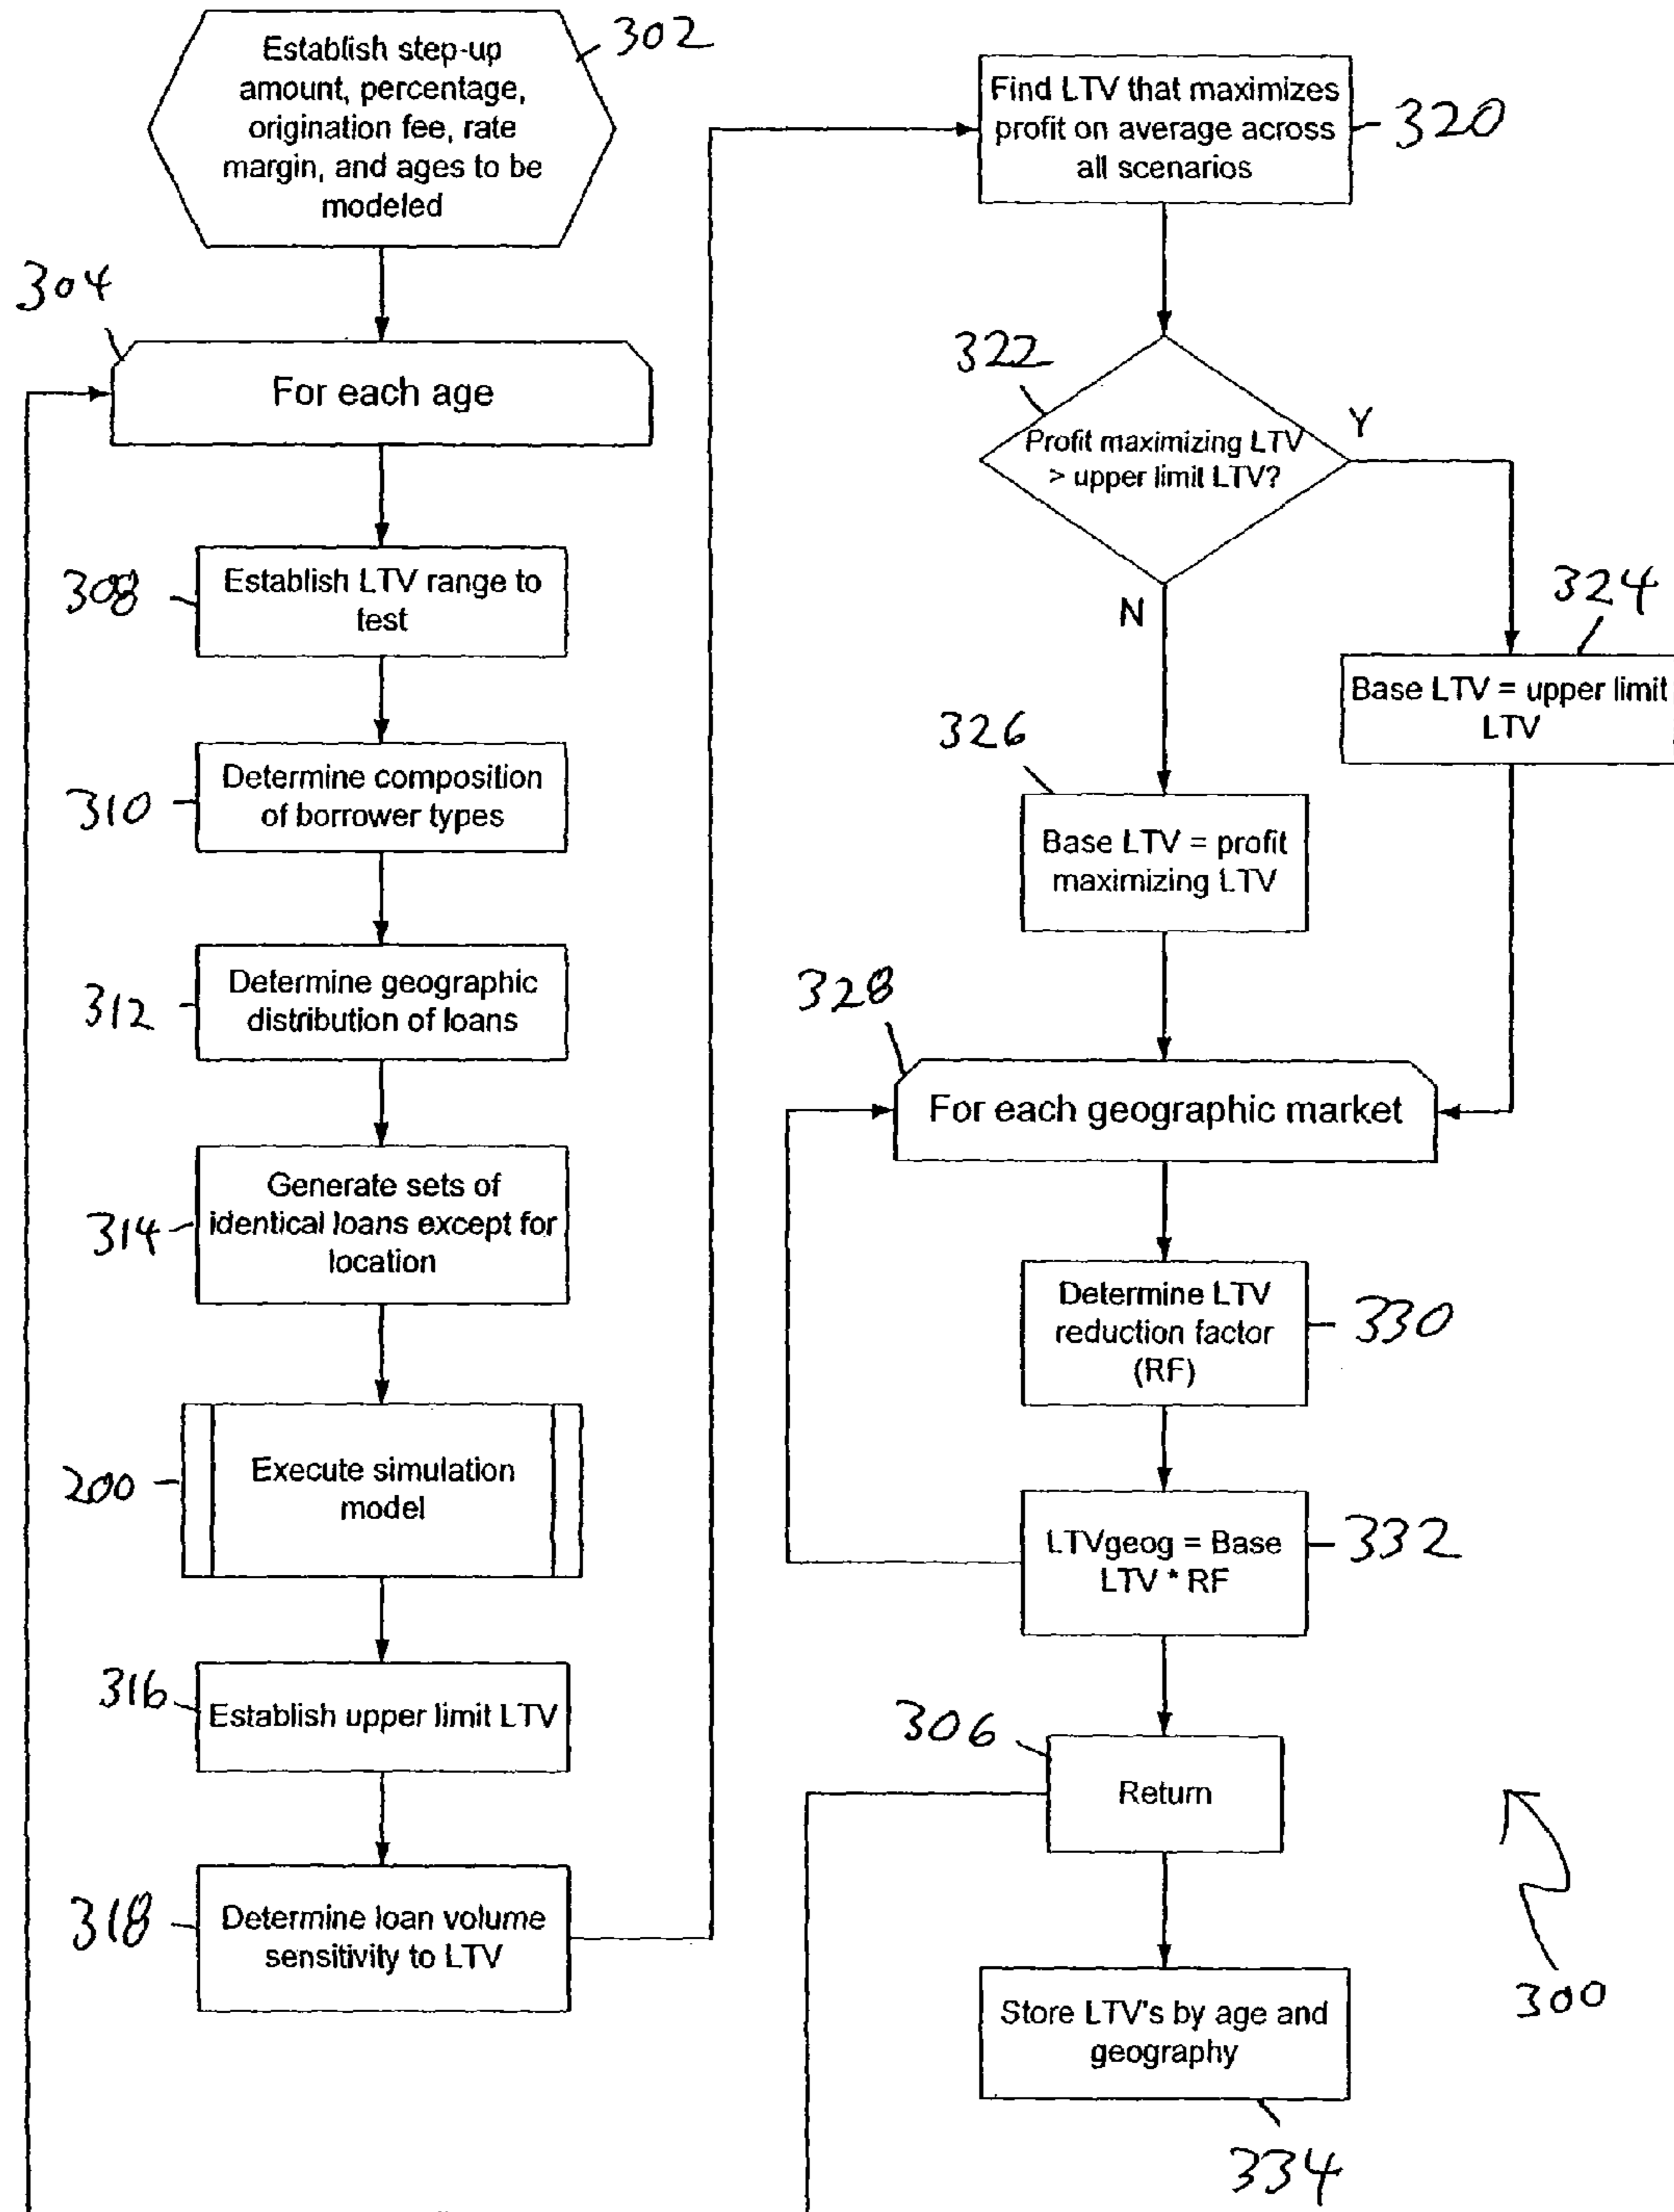 302
Establish step-up
amount, percentage,
origination fee, rate
margin, and ages to be
modeled
304
For each age
308
Establish LTV range to
test
310
Determine composition
of borrower types
312
Determine geographic
distribution of loans
314
Generate sets of
identical loans except for
location
200
Execute simulation
model
316
Establish upper limit LTV
318
Determine loan volume
sensitivity to LTV
Find LTV that maximizes
profit on average across
all scenarios
320
322
Profit maximizing LTV
> upper limit LTV?
Y
N
324
Base LTV = upper limit
LTV
326
Base LTV = profit
maximizing LTV
328
For each geographic market
Determine LTV
reduction factor
(RF)
330
LTVgeog = Base
LTV * RF
332
306
Return
300
Store LTV's by age and
geography
334